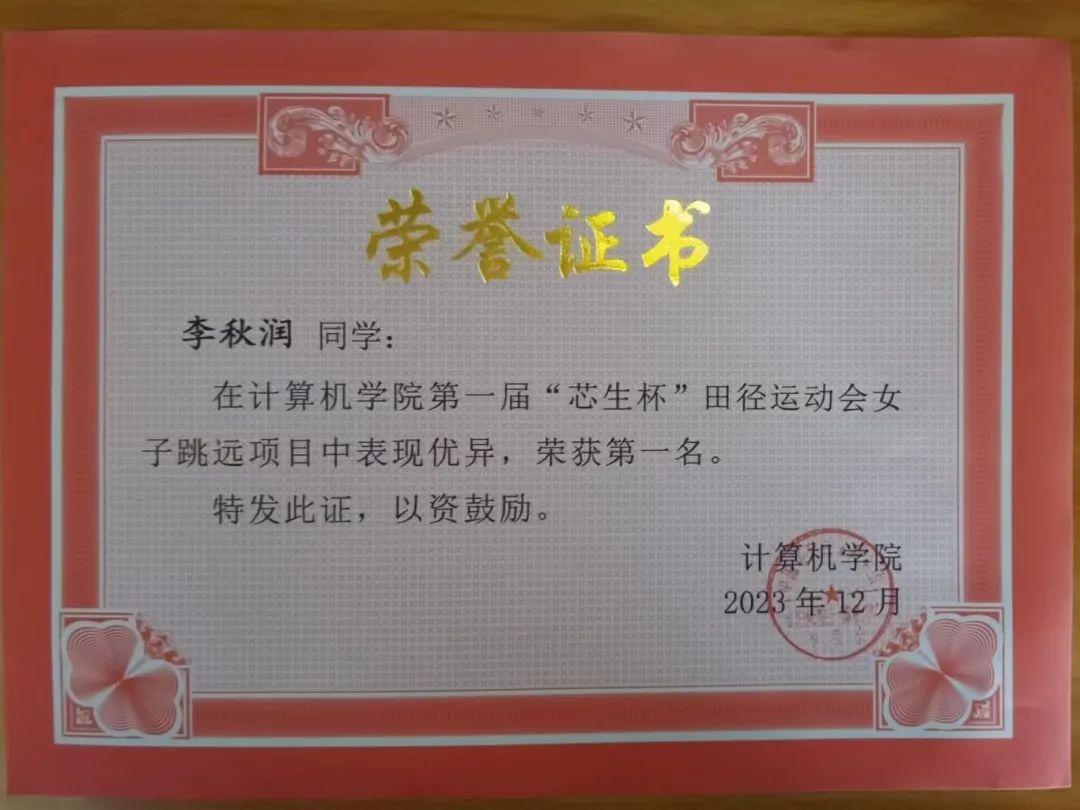 荣誉证书
李秋润 同学：
在计算机学院第一届“芯生杯”田径运动会女
子跳远项目中表现优异，荣获第一名。
特发此证，以资鼓励。
计算机学院
2023年12月